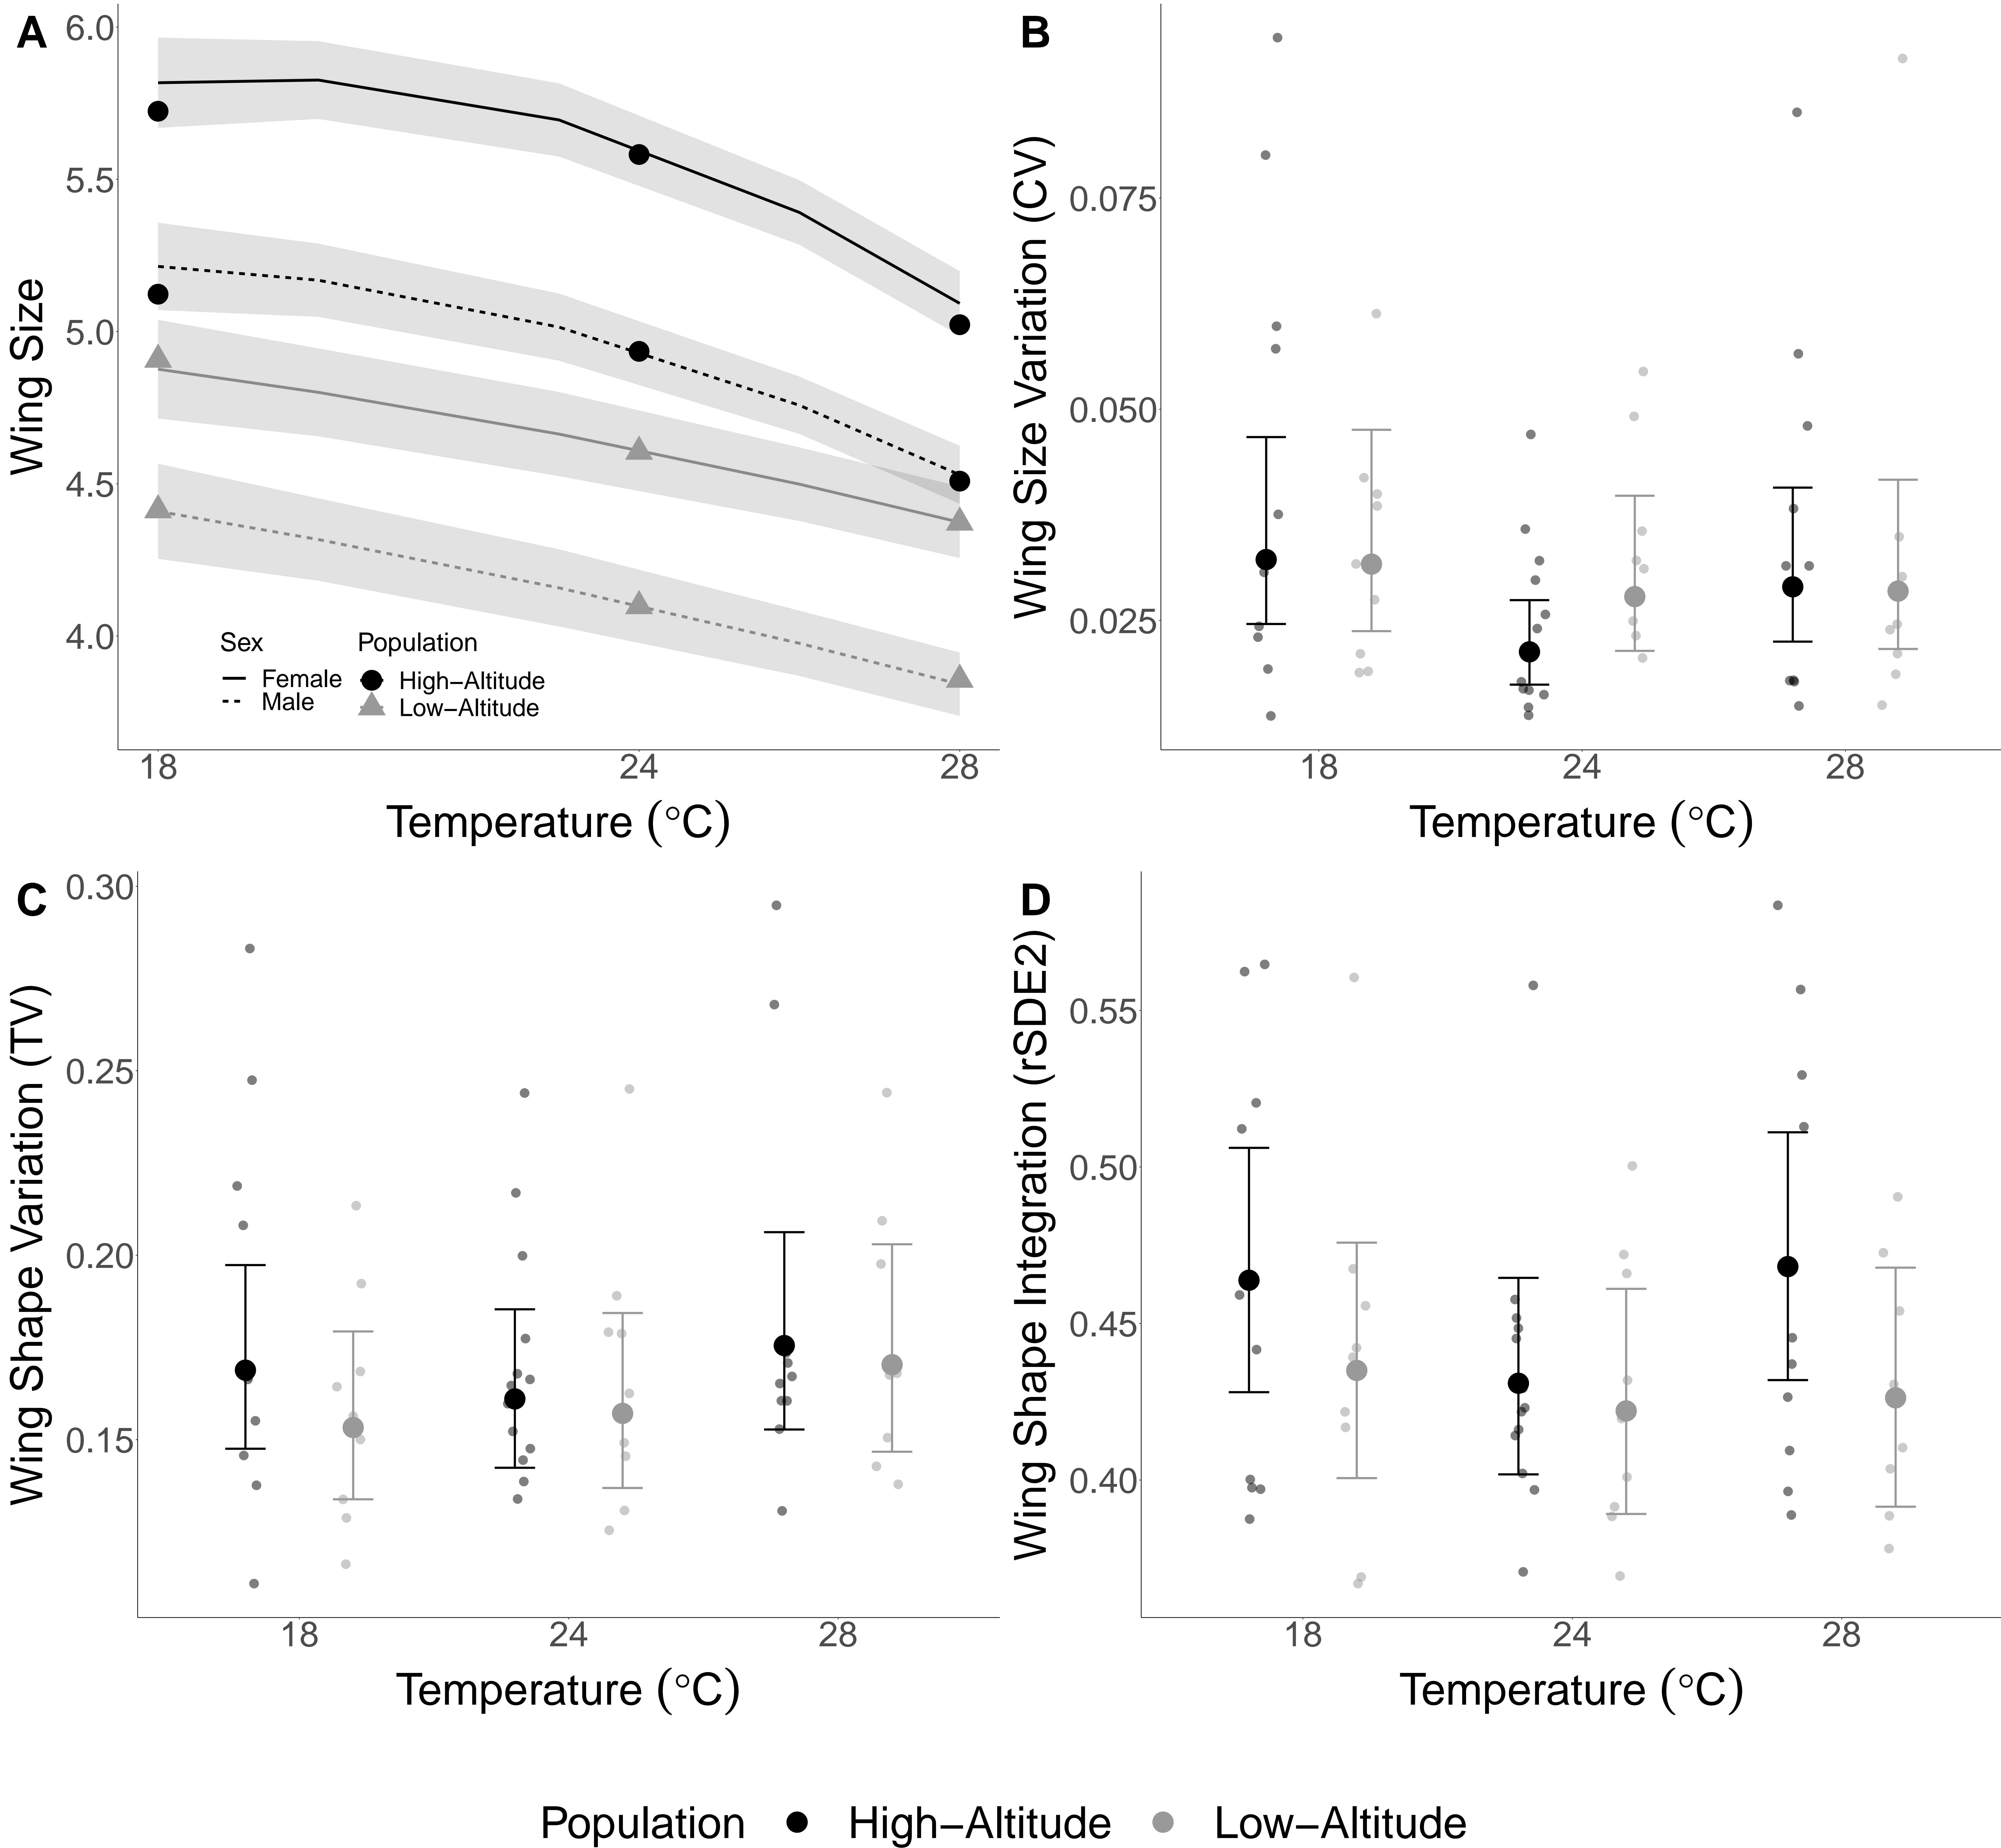 A
Wing Size
6.0
5.5
5.0
4.5
4.0
Sex
Female
Male
Population
High−Altitude
Low−Altitude
18 24 28
Temperature (°C)
B
Wing Size Variation (CV)
0.075
0.050
0.025
18 24 28
Temperature (°C)
C
Wing Shape Variation (TV)
0.30
0.25
0.20
0.15
18 24 28
Temperature (°C)
D
Wing Shape Integration (rSDE2)
0.55
0.50
0.45
0.40
18 24 28
Temperature (°C)
Population High−Altitude Low−Altitude